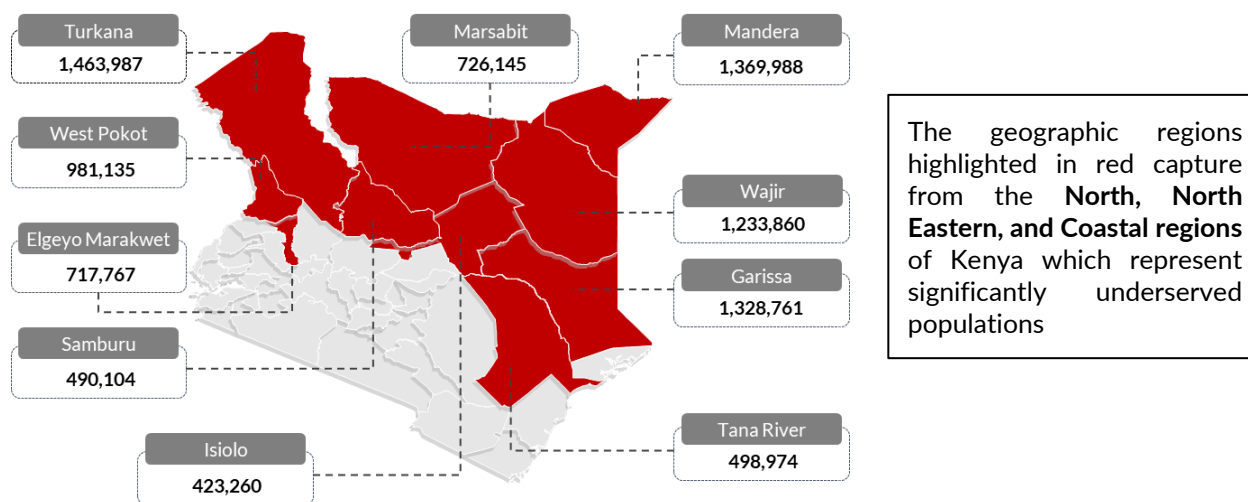 Turkana
1,463,987
Marsabit
726,145
Mandera
1,369,988
West Pokot
981,135
Wajir
1,233,860
Elgeyo Marakwet
717,767
Garissa
1,328,761
Samburu
490,104
Tana River
498,974
Isiolo
423,260
The geographic regions
highlighted in red capture
from the North, North
Eastern, and Coastal regions
of Kenya which represent
significantly underserved
populations